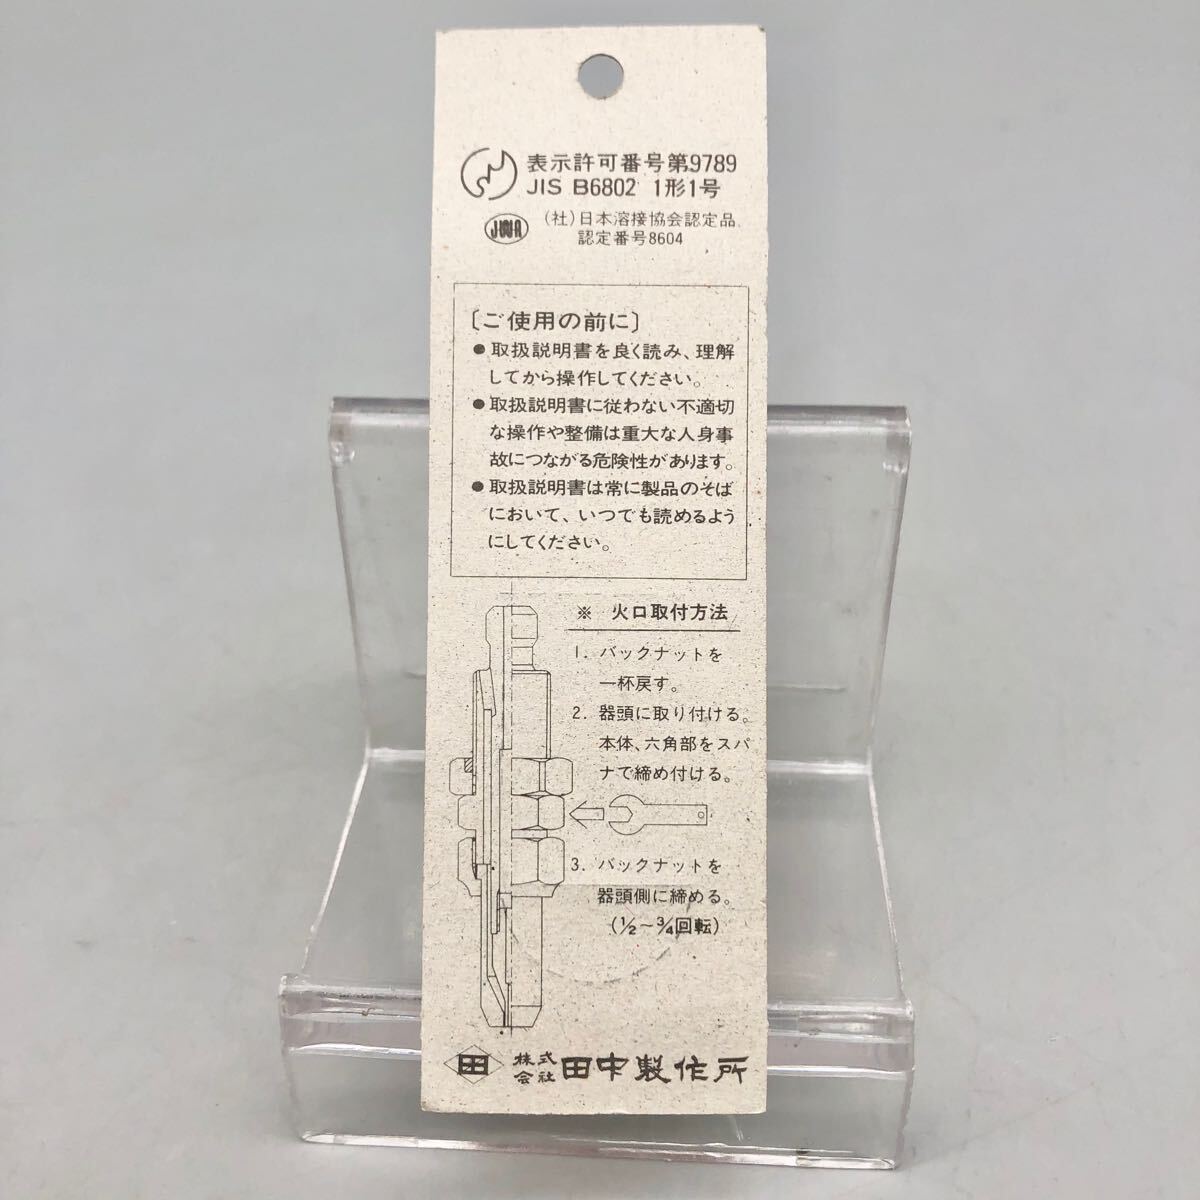 表示許可番号第9789
JIS B6802 1形1号
JWA
(社)日本溶接協会認定品
認定番号8604
〔ご使用の前に〕
●取扱説明書を良く読み、理解
してから操作してください。
●取扱説明書に従わない不適切
な操作や整備は重大な人身事
故につながる危険性があります。
●取扱説明書は常に製品のそば
において、いつでも読めるよう
にしてください。
※ 火口取付方法
1. バックナットを
一杯戻す。
2. 器頭に取り付ける。
本体、六角部をスパ
ナで締め付ける。
3. バックナットを
器頭側に締める。
(1/2〜3/4回転)
田 株式会社 田中製作所